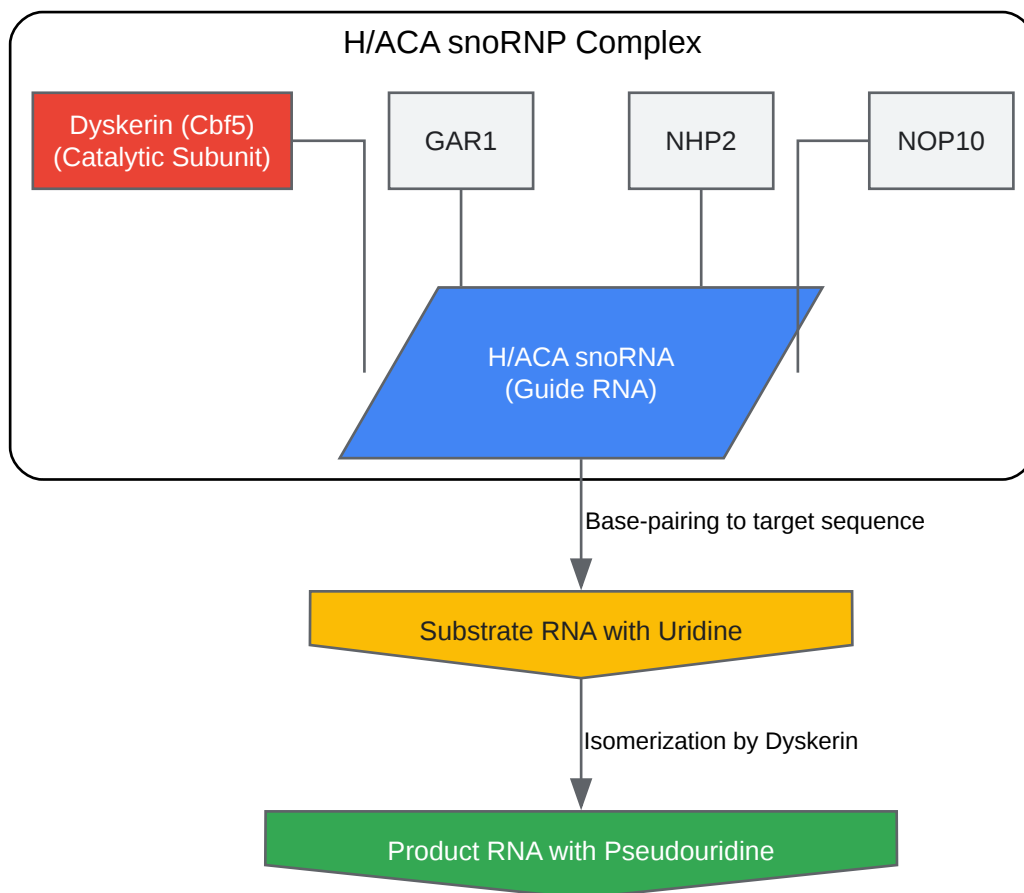 H/ACA snoRNP Complex
Dyskerin (Cbf5)
(Catalytic Subunit)
GAR1
NHP2
NOP10
H/ACA snoRNA
(Guide RNA)
Base-pairing to target sequence
Substrate RNA with Uridine
Isomerization by Dyskerin
Product RNA with Pseudouridine